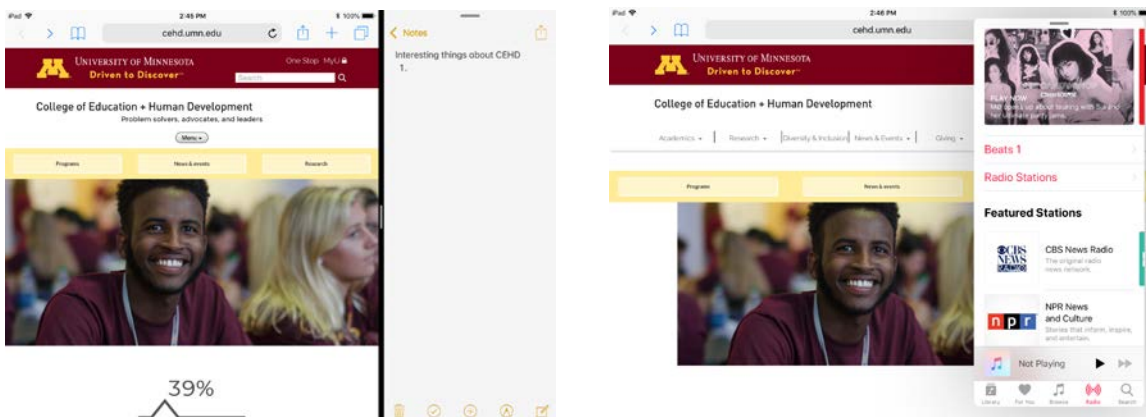 iPad
2:45 PM
100%
cehd.umn.edu
UNIVERSITY OF MINNESOTA
Driven to Discover
One Stop MyU
Search
College of Education + Human Development
Problem solvers, advocates, and leaders
Menu
Programs
News & events
Research
39%
Notes
Interesting things about CEHD
1.
iPad
2:46 PM
100%
cehd.umn.edu
UNIVERSITY OF MINNESOTA
Driven to Discover
College of Education + Human Development
Academics
Research
Diversity & Inclusion
News & Events
Giving
Programs
News & events
PLAY NOW
Beats 1
Radio Stations
Featured Stations
CBS NEWS RADIO
CBS News Radio
The original radio
news network.
npr
NPR News
and Culture
Stories that inform, inspire,
and entertain.
Not Playing
Library
For You
Browse
Radio
Search